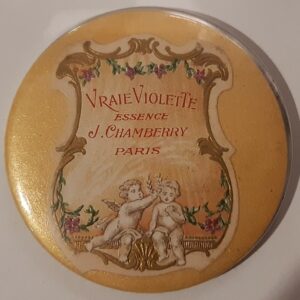 VRAIE VIOLETTE
ESSENCE
J. CHAMBERRY
PARIS